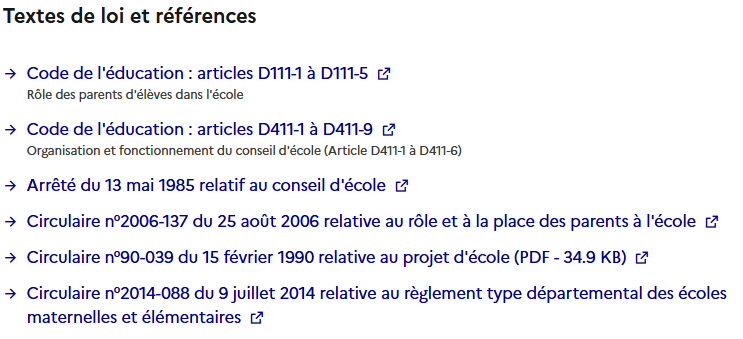 Textes de loi et références
→ Code de l'éducation : articles D111-1 à D111-5
Rôle des parents d'élèves dans l'école
→ Code de l'éducation : articles D411-1 à D411-9
Organisation et fonctionnement du conseil d'école (Article D411-1 à D411-6)
→ Arrêté du 13 mai 1985 relatif au conseil d'école
→ Circulaire n°2006-137 du 25 août 2006 relative au rôle et à la place des parents à l'école
→ Circulaire n°90-039 du 15 février 1990 relative au projet d'école (PDF - 34.9 KB)
→ Circulaire n°2014-088 du 9 juillet 2014 relative au règlement type départemental des écoles
maternelles et élémentaires